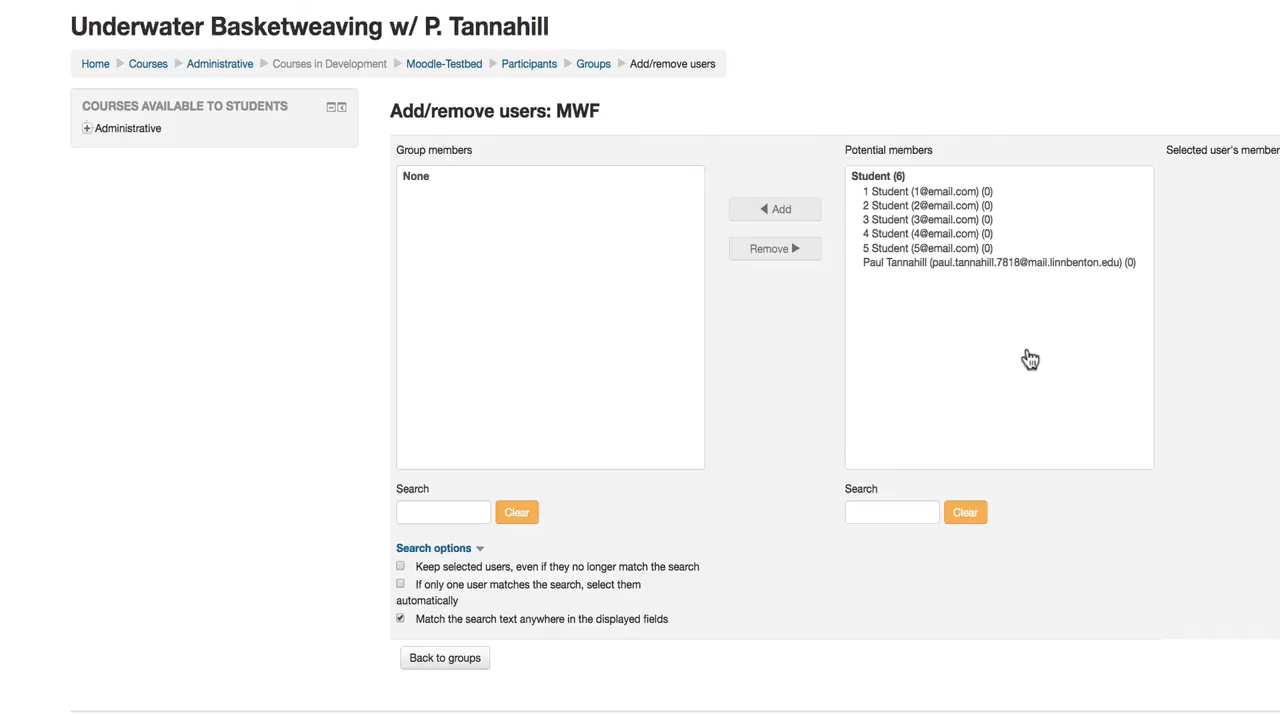 Underwater Basketweaving w/ P. Tannahill
Home Courses Administrative Courses in Development Moodle-Testbed Participants Groups Add/remove users
COURSES AVAILABLE TO STUDENTS
Administrative
Add/remove users: MWF
Group members
None
Add
Remove
Potential members
Student (6)
1 Student (1@email.com) (0)
2 Student (2@email.com) (0)
3 Student (3@email.com) (0)
4 Student (4@email.com) (0)
5 Student (5@email.com) (0)
Paul Tannahill (paul.tannahill.7818@mail.linnbenton.edu) (0)
Selected user's member
Search
Clear
Search
Clear
Search options
Keep selected users, even if they no longer match the search
If only one user matches the search, select them
automatically
Match the search text anywhere in the displayed fields
Back to groups